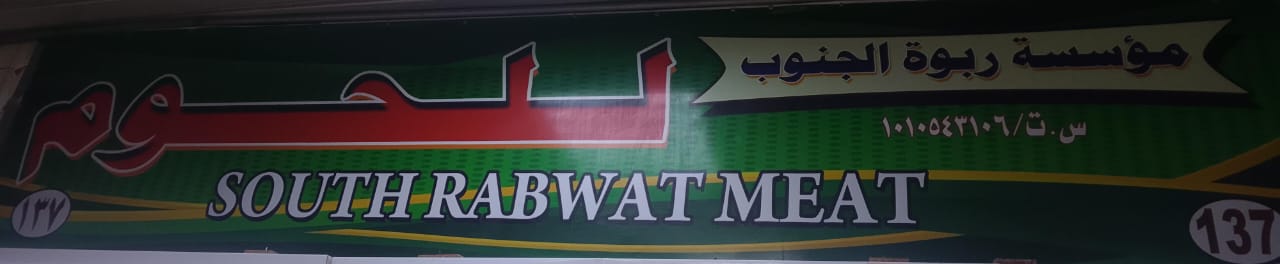 مؤسسة ربوة الجنوب
للحوم
س.ت/١٠١٠٥٤٣١٠٦
SOUTH RABWAT MEAT
١٣٧
137